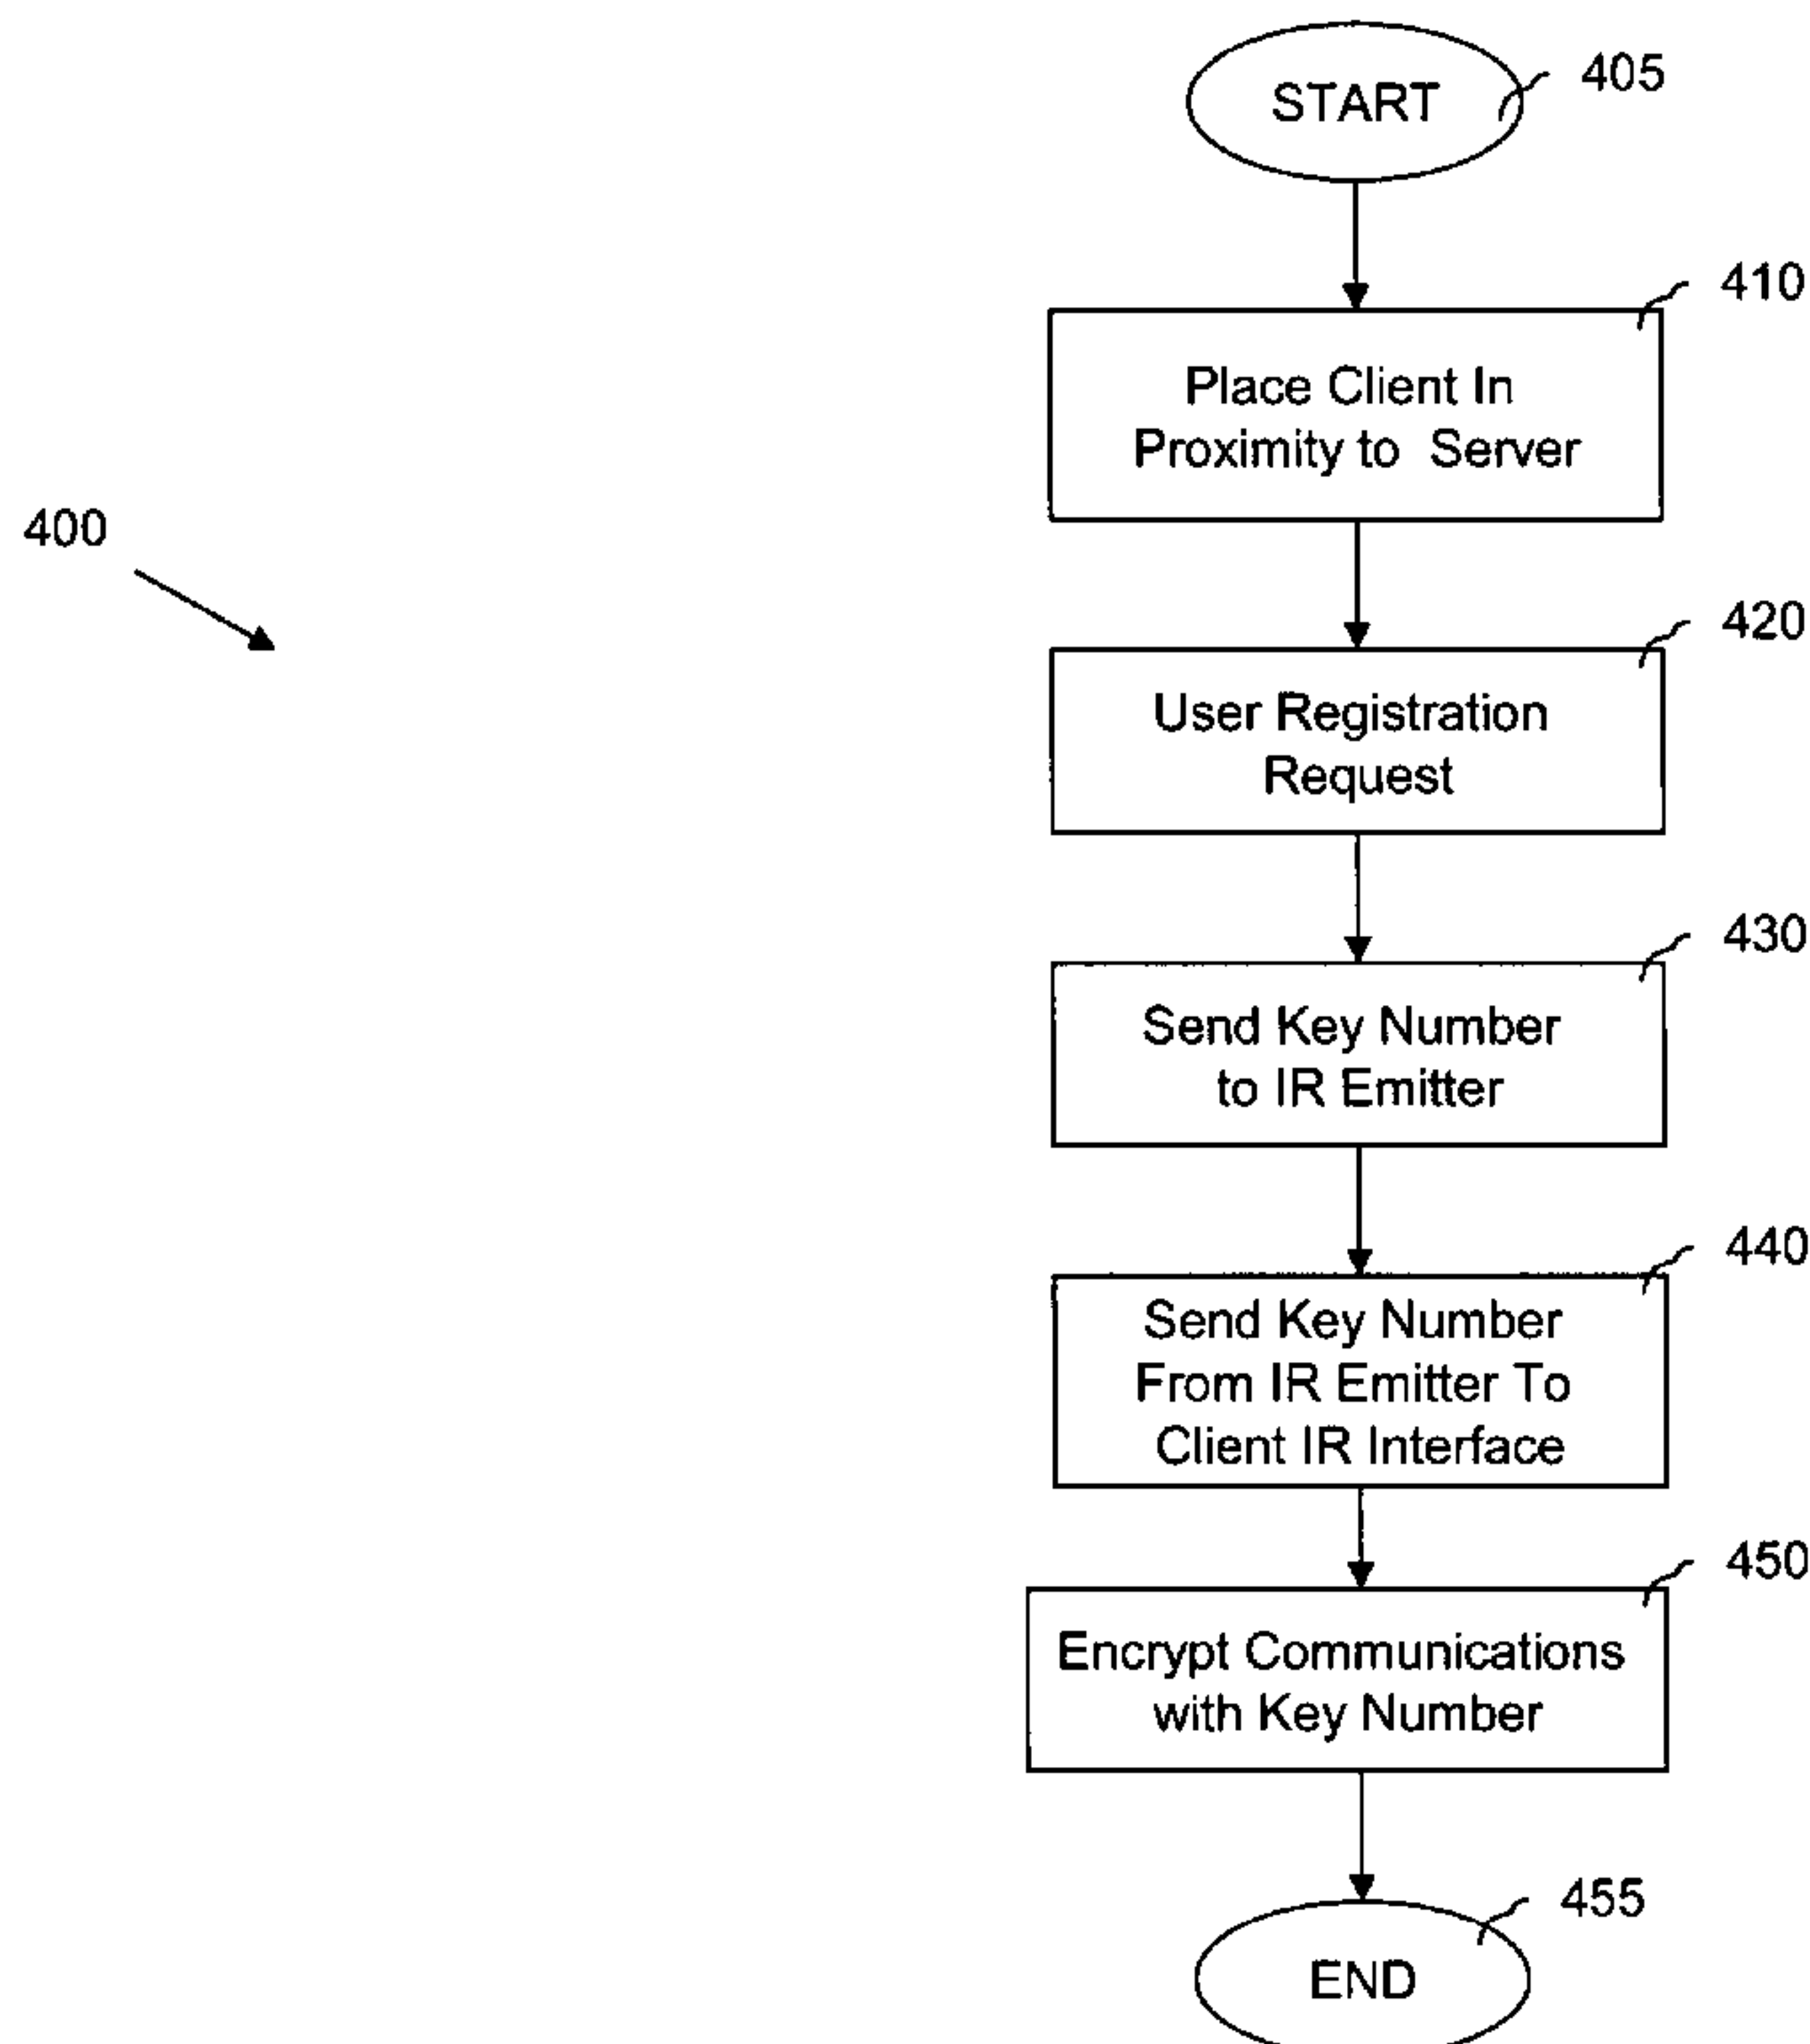 START
405
410
Place Client In
Proximity to Server
400
420
User Registration
Request
430
Send Key Number
to IR Emitter
440
Send Key Number
From IR Emitter To
Client IR Interface
450
Encrypt Communications
with Key Number
455
END